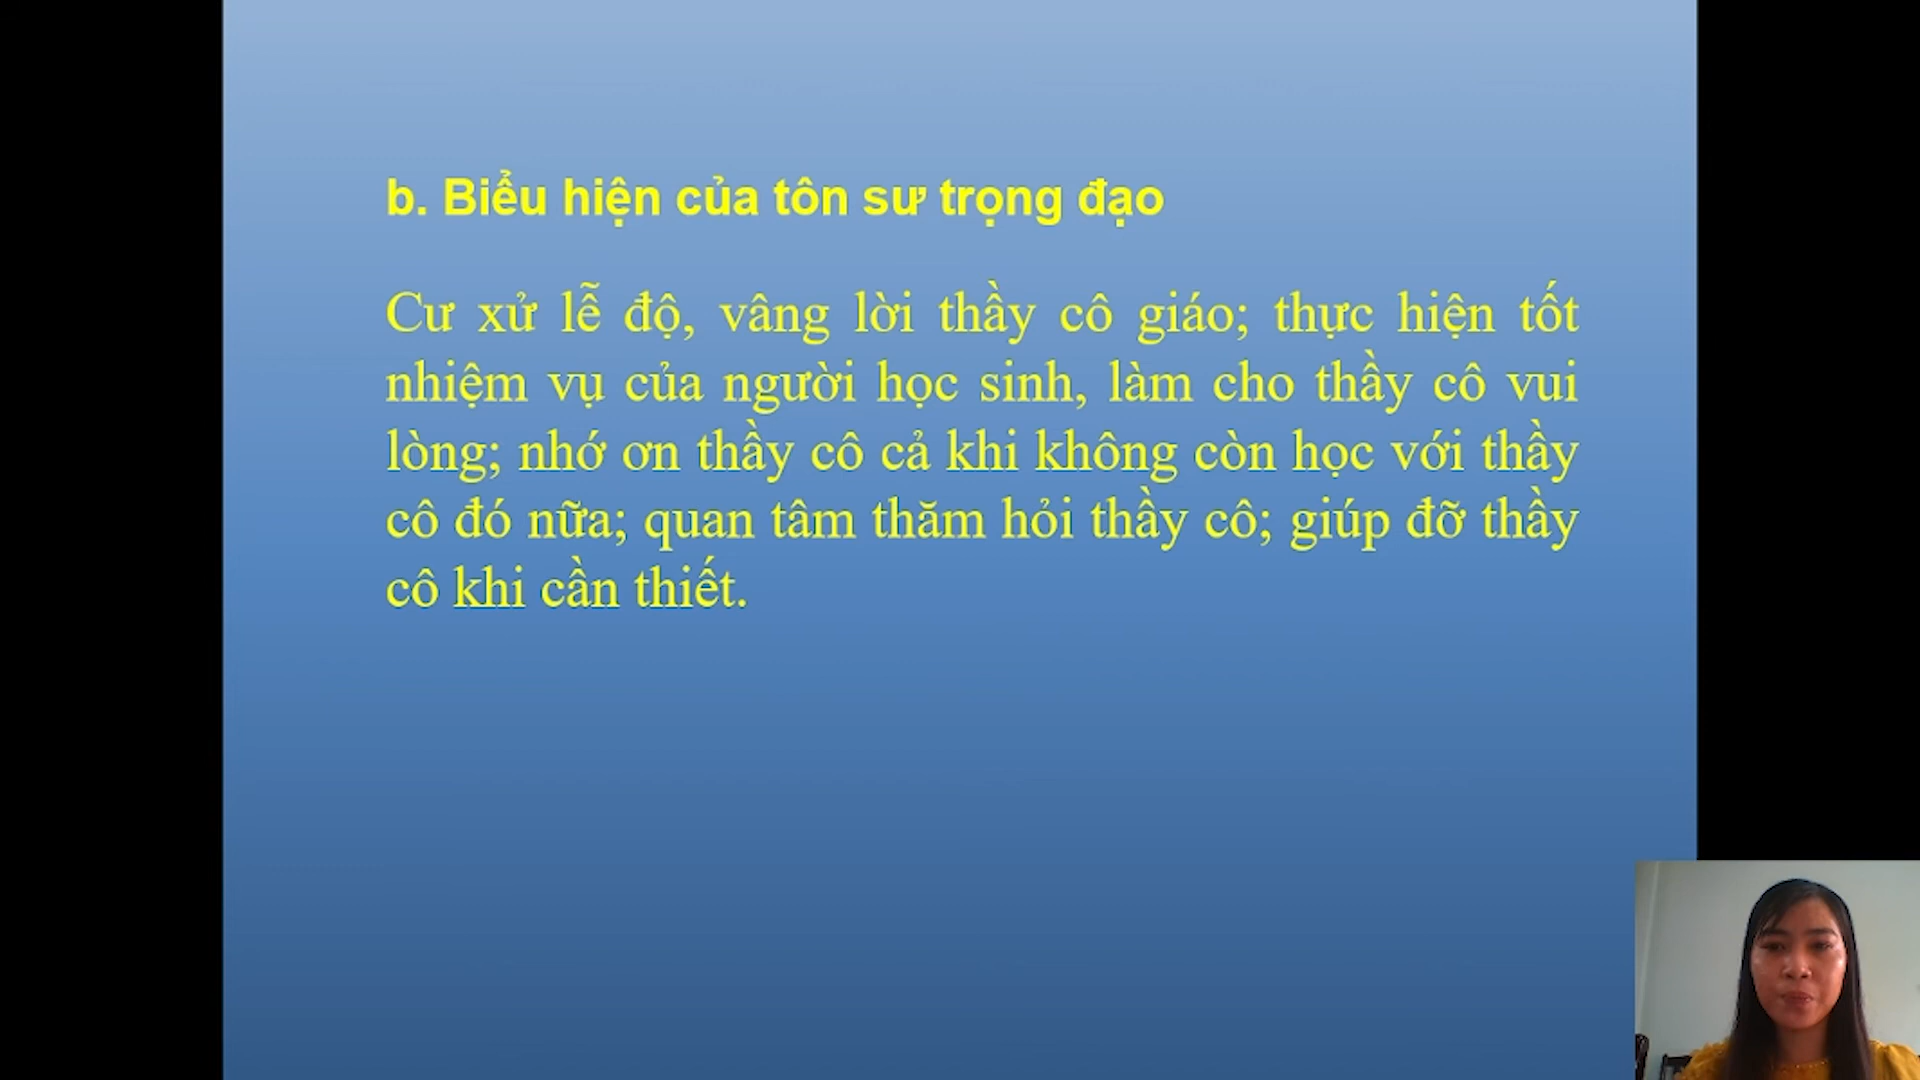 b. Biểu hiện của tôn sư trọng đạo
Cư xử lễ độ, vâng lời thầy cô giáo; thực hiện tốt
nhiệm vụ của người học sinh, làm cho thầy cô vui
lòng; nhớ ơn thầy cô cả khi không còn học với thầy
cô đó nữa; quan tâm thăm hỏi thầy cô; giúp đỡ thầy
cô khi cần thiết.